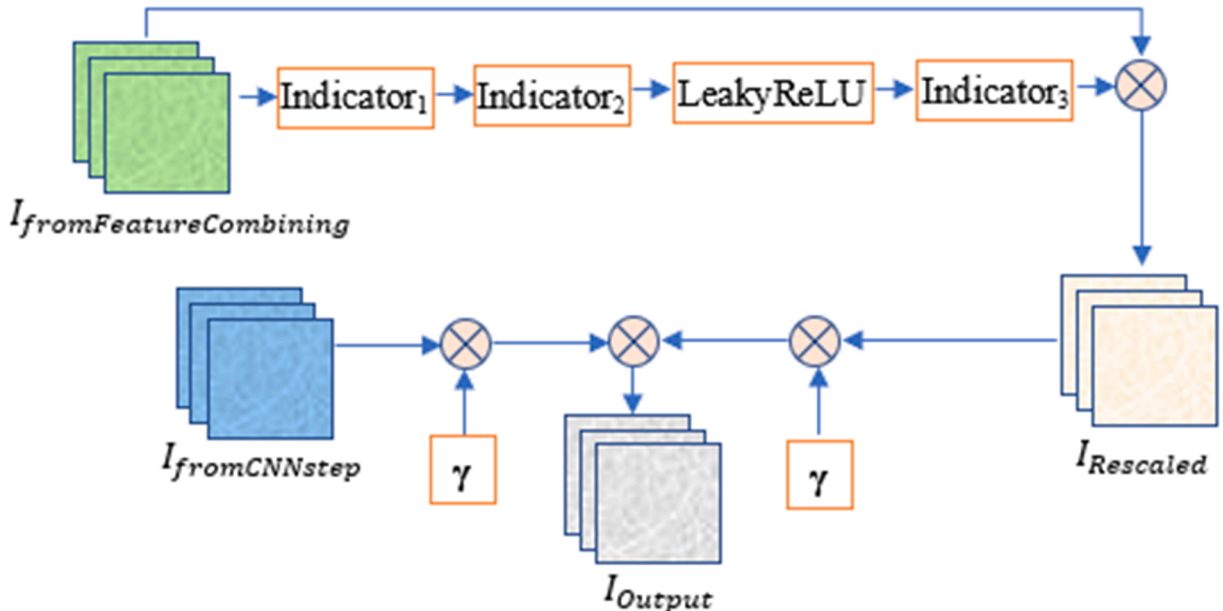 Indicator₁
Indicator₂
LeakyReLU
Indicator₃
I_fromFeatureCombining
I_fromCNNstep
γ
γ
I_Rescaled
I_Output